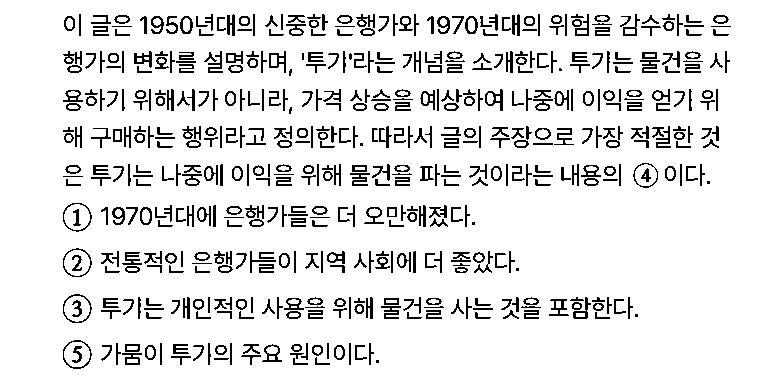 이 글은 1950년대의 신중한 은행가와 1970년대의 위험을 감수하는 은
행가의 변화를 설명하며, '투기'라는 개념을 소개한다. 투기는 물건을 사
용하기 위해서가 아니라, 가격 상승을 예상하여 나중에 이익을 얻기 위
해 구매하는 행위라고 정의한다. 따라서 글의 주장으로 가장 적절한 것
은 투기는 나중에 이익을 위해 물건을 파는 것이라는 내용의 ④이다.
① 1970년대에 은행가들은 더 오만해졌다.
② 전통적인 은행가들이 지역 사회에 더 좋았다.
③ 투기는 개인적인 사용을 위해 물건을 사는 것을 포함한다.
⑤ 가뭄이 투기의 주요 원인이다.